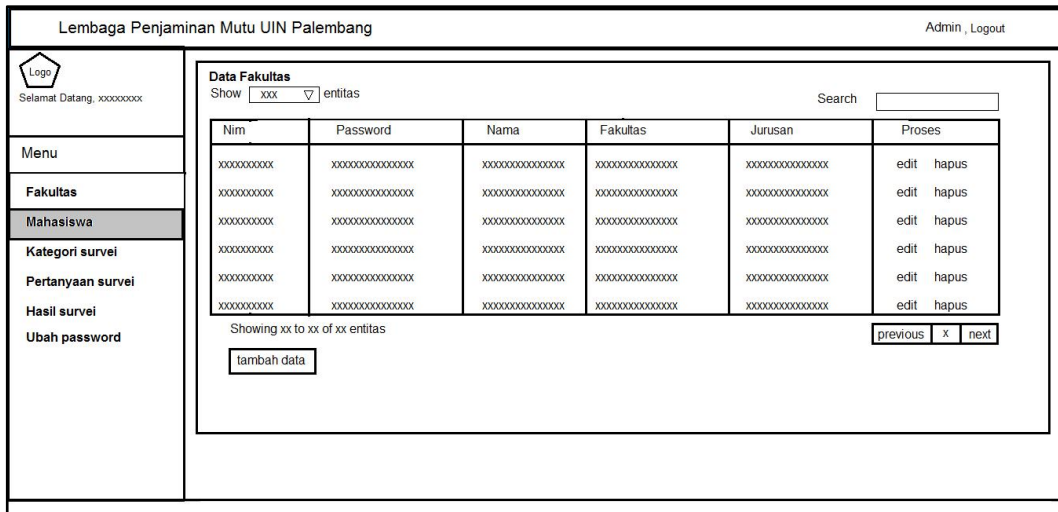 Lembaga Penjaminan Mutu UIN Palembang
Admin , Logout
Logo
Selamat Datang, xxxxxxxx
Menu
Fakultas
Mahasiswa
Kategori survei
Pertanyaan survei
Hasil survei
Ubah password
Data Fakultas
Show xxx entitas
Search
Nim Password Nama Fakultas Jurusan Proses
xxxxxxxxxx xxxxxxxxxxxxxxx xxxxxxxxxxxxxxx xxxxxxxxxxxxxxx xxxxxxxxxxxxxxx edit hapus
xxxxxxxxxx xxxxxxxxxxxxxxx xxxxxxxxxxxxxxx xxxxxxxxxxxxxxx xxxxxxxxxxxxxxx edit hapus
xxxxxxxxxx xxxxxxxxxxxxxxx xxxxxxxxxxxxxxx xxxxxxxxxxxxxxx xxxxxxxxxxxxxxx edit hapus
xxxxxxxxxx xxxxxxxxxxxxxxx xxxxxxxxxxxxxxx xxxxxxxxxxxxxxx xxxxxxxxxxxxxxx edit hapus
xxxxxxxxxx xxxxxxxxxxxxxxx xxxxxxxxxxxxxxx xxxxxxxxxxxxxxx xxxxxxxxxxxxxxx edit hapus
xxxxxxxxxx xxxxxxxxxxxxxxx xxxxxxxxxxxxxxx xxxxxxxxxxxxxxx xxxxxxxxxxxxxxx edit hapus
Showing xx to xx of xx entitas
previous x next
tambah data